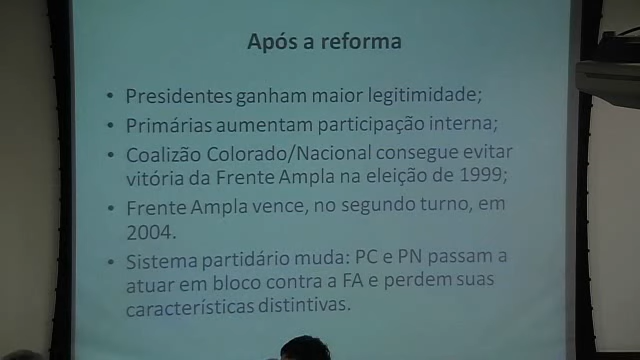 Após a reforma
• Presidentes ganham maior legitimidade;
• Primárias aumentam participação interna;
• Coalizão Colorado/Nacional consegue evitar
vitória da Frente Ampla na eleição de 1999;
• Frente Ampla vence, no segundo turno, em
2004.
• Sistema partidário muda: PC e PN passam a
atuar em bloco contra a FA e perdem suas
características distintivas.